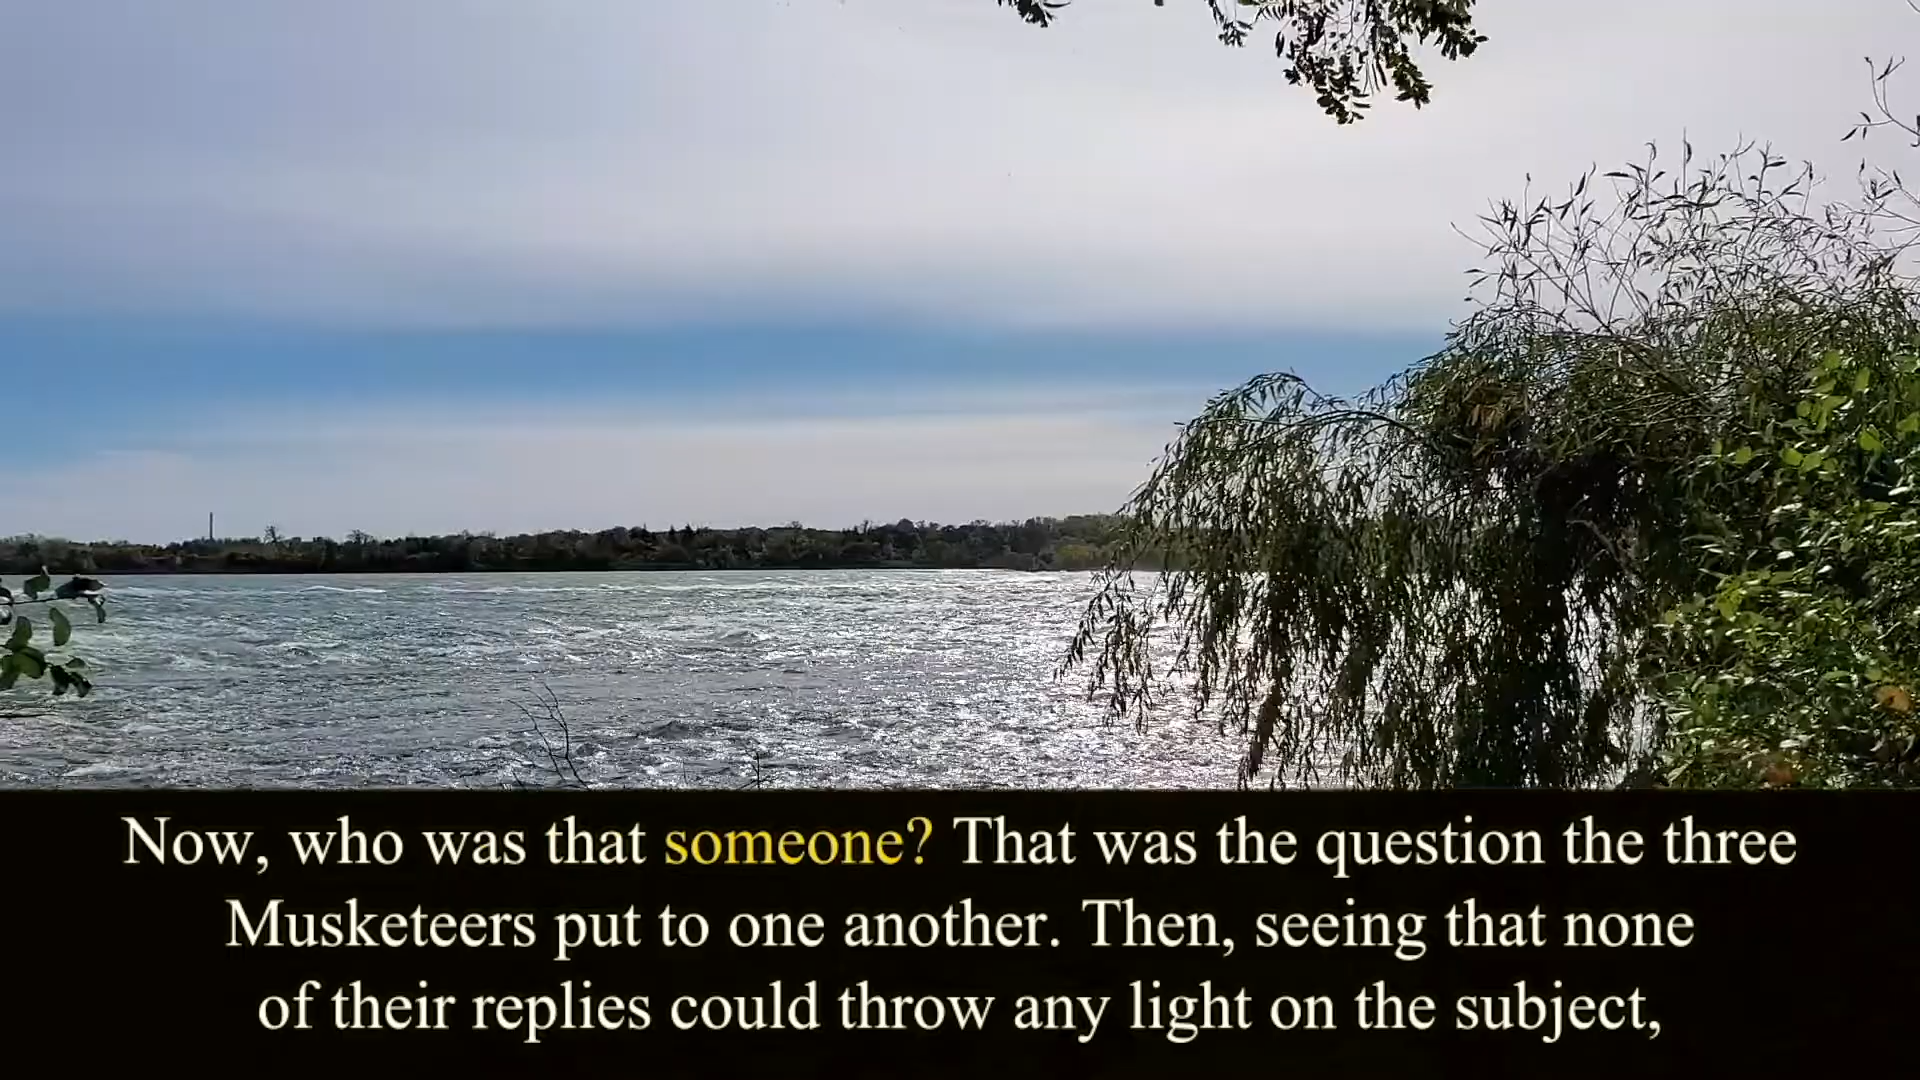 Now, who was that someone? That was the question the three
Musketeers put to one another. Then, seeing that none
of their replies could throw any light on the subject,